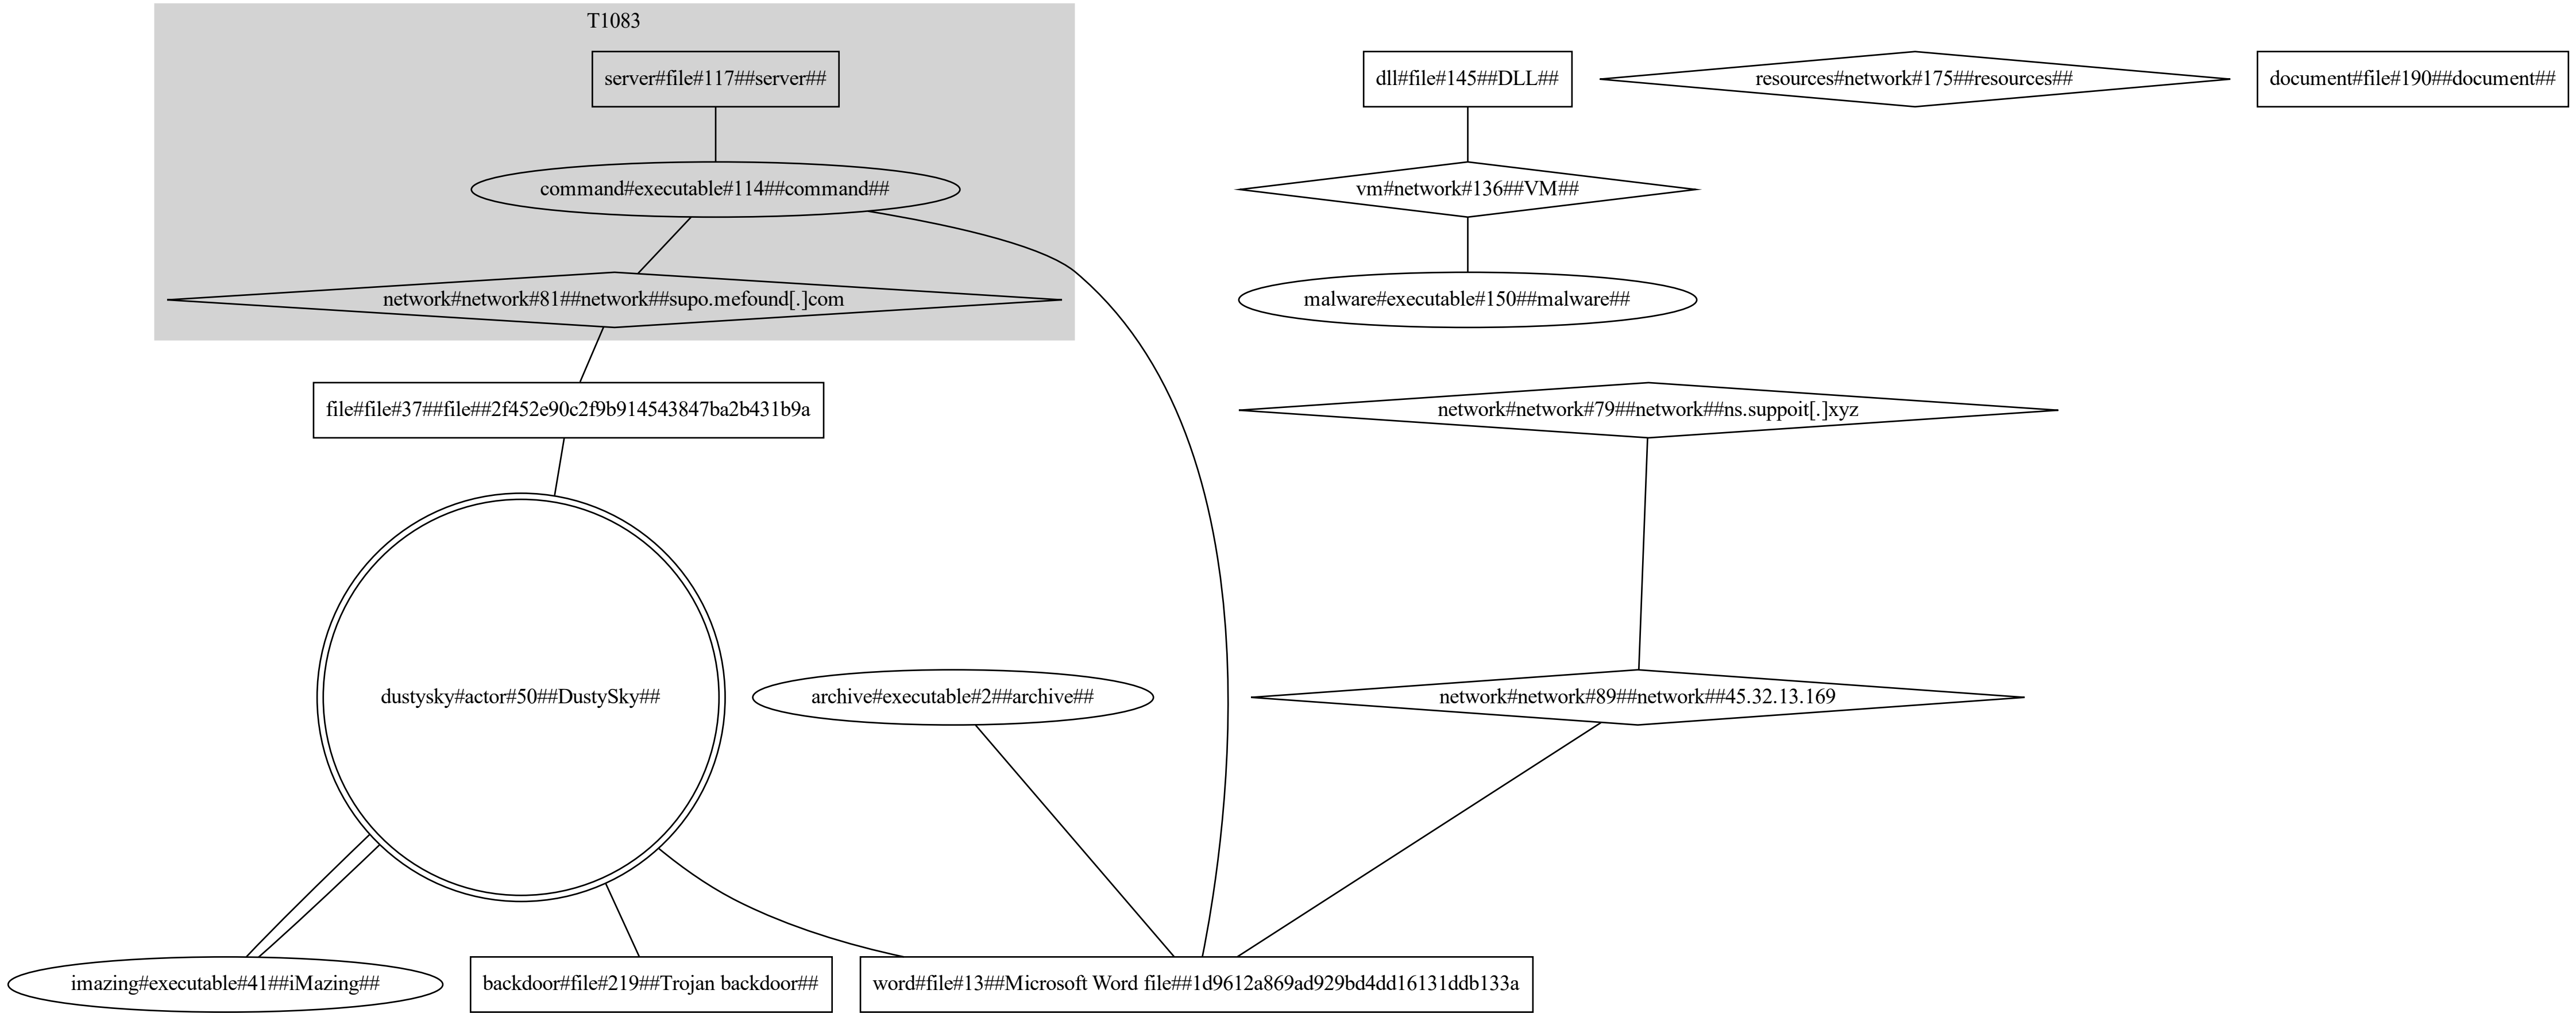 T1083
server#file#117##server##
dll#file#145##DLL##
resources#network#175##resources##
document#file#190##document##
command#executable#114##command##
vm#network#136##VM##
network#network#81##network##supo.mefound[.]com
malware#executable#150##malware##
file#file#37##file##2f452e90c2f9b914543847ba2b431b9a
network#network#79##network##ns.suppoit[.]xyz
dustysky#actor#50##DustySky##
archive#executable#2##archive##
network#network#89##network##45.32.13.169
imazing#executable#41##iMazing##
backdoor#file#219##Trojan backdoor##
word#file#13##Microsoft Word file##1d9612a869ad929bd4dd16131ddb133a